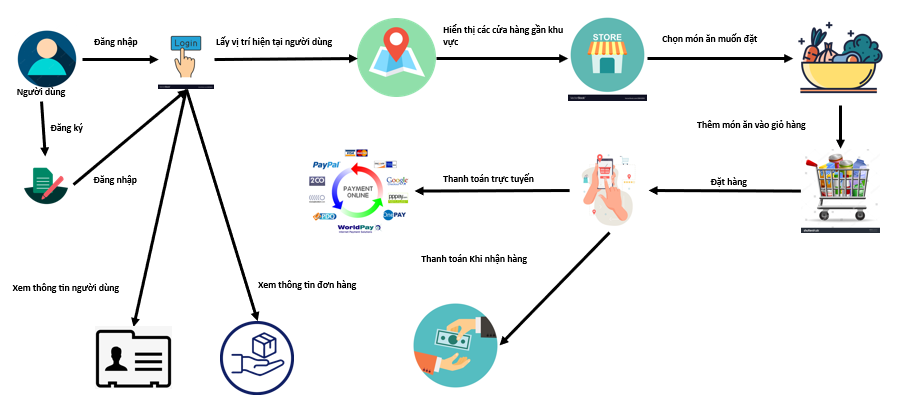 Đăng nhập
Login
Lấy vị trí hiện tại người dùng
Hiển thị các cửa hàng gần khu
vực
STORE
Chọn món ăn muốn đặt
Người dùng
Đăng ký
Đăng nhập
Thêm món ăn vào giỏ hàng
Đặt hàng
Thanh toán trực tuyến
PayPal
2CO
Google
PAYMENT
ONLINE
PAY
WorldPay
Thanh toán Khi nhận hàng
Xem thông tin người dùng
Xem thông tin đơn hàng